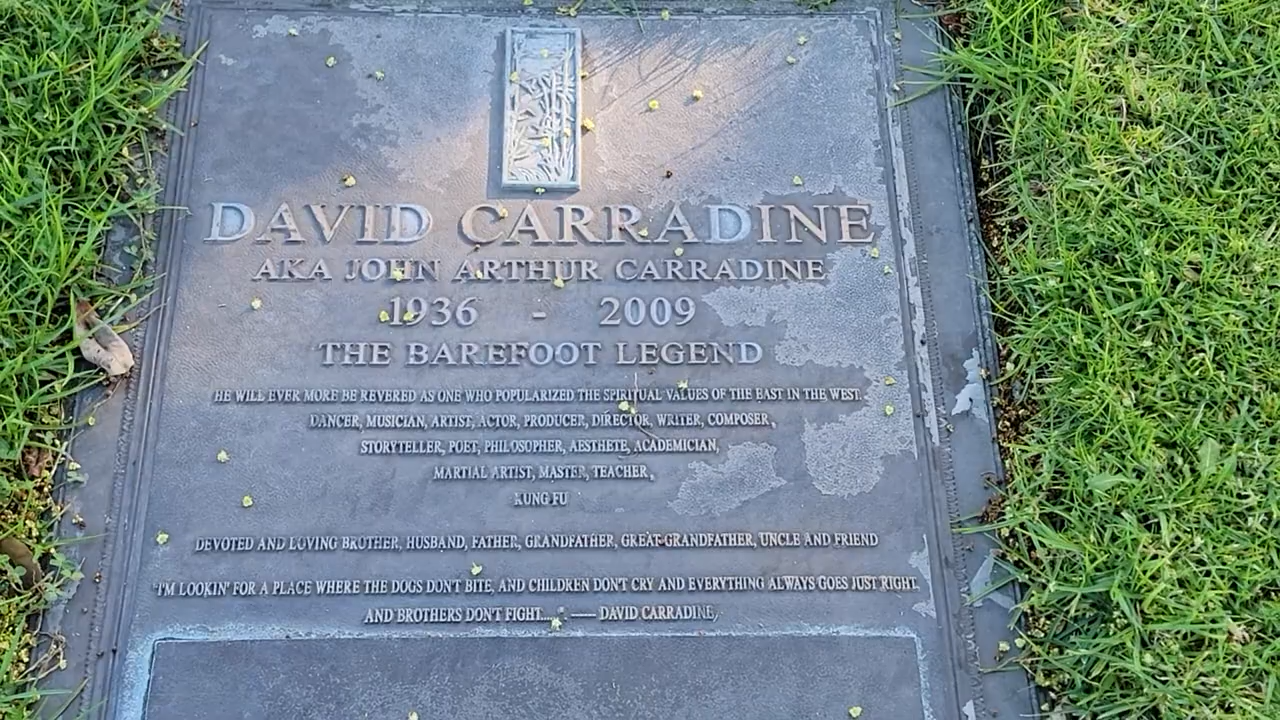 DAVID CARRADINE
AKA JOHN ARTHUR CARRADINE
1936 - 2009
THE BAREFOOT LEGEND
HE WILL EVER MORE BE REVERED AS ONE WHO POPULARIZED THE SPIRITUAL VALUES OF THE EAST IN THE WEST.
DANCER, MUSICIAN, ARTIST, ACTOR, PRODUCER, DIRECTOR, WRITER, COMPOSER,
STORYTELLER, POET, PHILOSOPHER, AESTHETE, ACADEMICIAN,
MARTIAL ARTIST, MASTER, TEACHER,
KUNG FU
DEVOTED AND LOVING BROTHER, HUSBAND, FATHER, GRANDFATHER, GREAT-GRANDFATHER, UNCLE AND FRIEND
"I'M LOOKIN' FOR A PLACE WHERE THE DOGS DON'T BITE, AND CHILDREN DON'T CRY AND EVERYTHING ALWAYS GOES JUST RIGHT.
AND BROTHERS DON'T FIGHT...." —— DAVID CARRADINE,